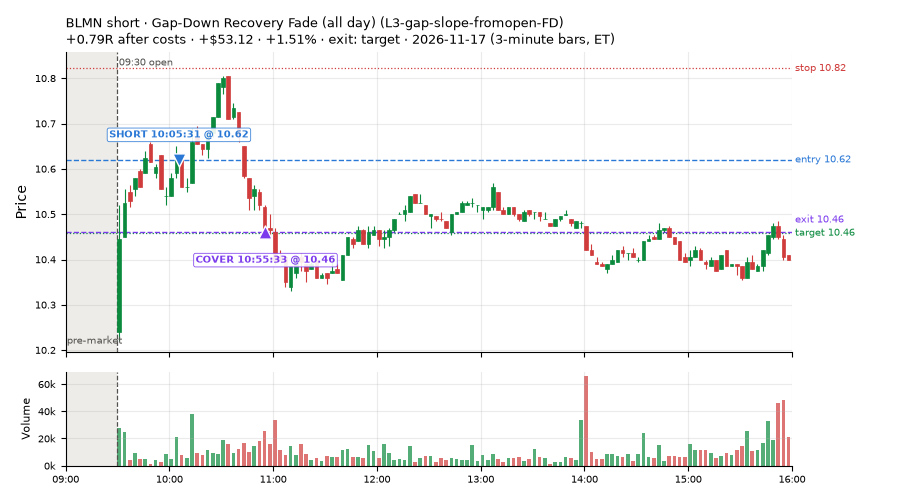 BLMN short · Gap-Down Recovery Fade (all day) (L3-gap-slope-fromopen-FD)
+0.79R after costs · +$53.12 · +1.51% · exit: target · 2026-11-17 (3-minute bars, ET)
09:30 open
stop 10.82
10.8
10.7
SHORT 10:05:31 @ 10.62
entry 10.62
10.6
Price
10.5
exit 10.46
target 10.46
COVER 10:55:33 @ 10.46
10.4
10.3
pre-market
10.2
60k
40k
Volume
20k
0k
09:00
10:00
11:00
12:00
13:00
14:00
15:00
16:00